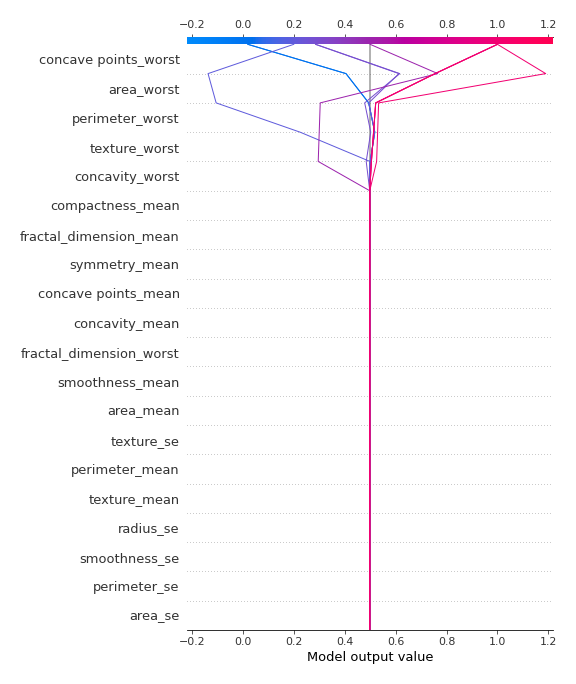 −0.2 0.0 0.2 0.4 0.6 0.8 1.0 1.2
concave points_worst
area_worst
perimeter_worst
texture_worst
concavity_worst
compactness_mean
fractal_dimension_mean
symmetry_mean
concave points_mean
concavity_mean
fractal_dimension_worst
smoothness_mean
area_mean
texture_se
perimeter_mean
texture_mean
radius_se
smoothness_se
perimeter_se
area_se
−0.2 0.0 0.2 0.4 0.6 0.8 1.0 1.2
Model output value